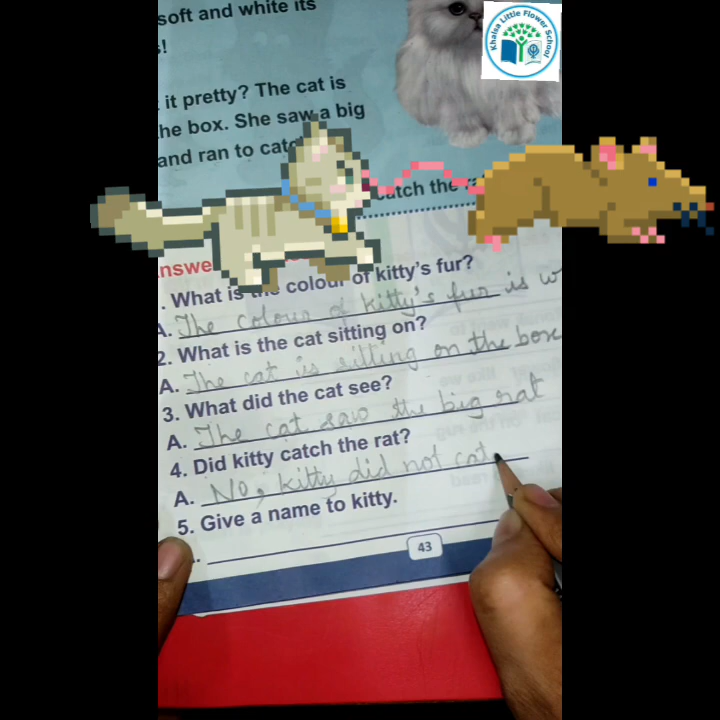 soft and white its
!
it pretty? The cat is
he box. She saw a big
and ran to catc
catch the ra
Khalsa Little Flower School
nswe
. What is the colour of kitty's fur?
A. The colour of kitty's fur is w
2. What is the cat sitting on?
A. The cat is sitting on the box
3. What did the cat see?
A. The cat saw the big rat
4. Did kitty catch the rat?
A. No, kitty did not cat
5. Give a name to kitty.
43